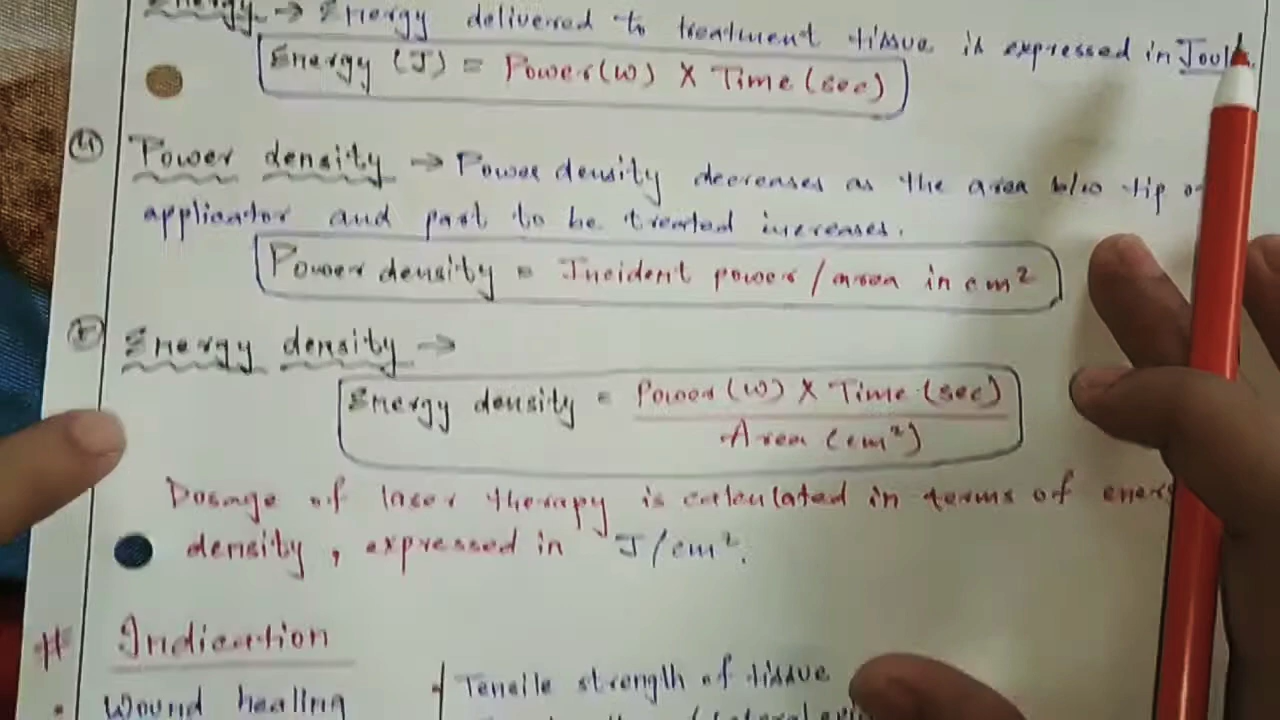 Energy → Energy delivered to treatment tissue is expressed in Joule.
Energy (J) = Power(W) X Time (sec)
④ Power density → Power density decreases as the area b/w tip of
applicator and part to be treated increases.
Power density = Incident power / area in cm²
⑤ Energy density →
Energy density = Power (W) X Time (sec)
Area (cm²)
Dosage of laser therapy is calculated in terms of
density, expressed in J/cm².
# Indication
• Wound healing
Tensile strength of tissue